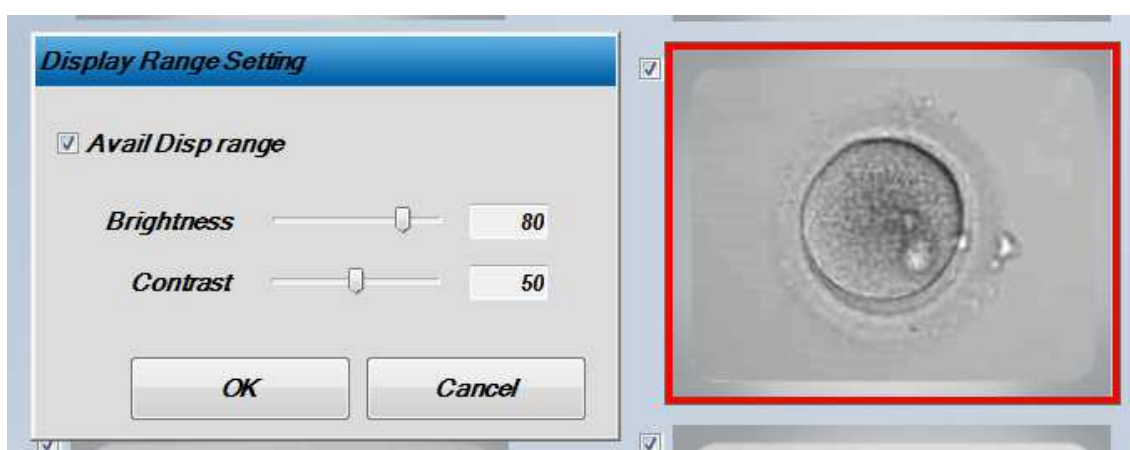 Display Range Setting
Avail Disp range
Brightness 80
Contrast 50
OK Cancel